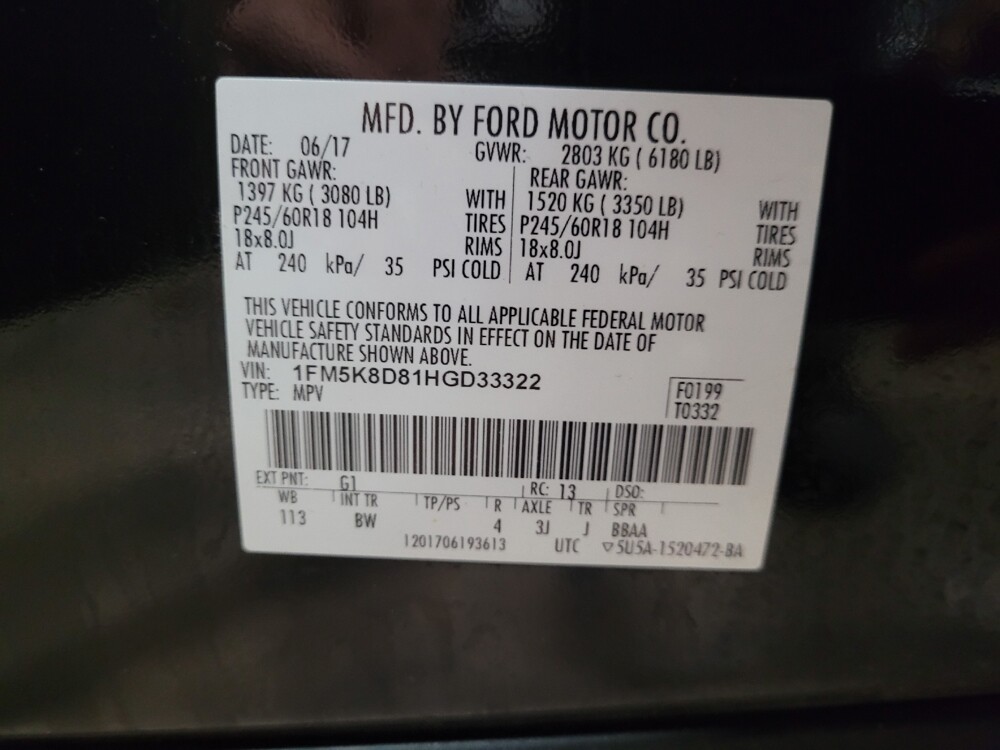 MFD. BY FORD MOTOR CO.
DATE: 06/17 GVWR: 2803 KG ( 6180 LB)
FRONT GAWR: REAR GAWR:
1397 KG ( 3080 LB) WITH 1520 KG ( 3350 LB) WITH
P245/60R18 104H TIRES P245/60R18 104H TIRES
18x8.0J RIMS 18x8.0J RIMS
AT 240 kPa/ 35 PSI COLD AT 240 kPa/ 35 PSI COLD
THIS VEHICLE CONFORMS TO ALL APPLICABLE FEDERAL MOTOR
VEHICLE SAFETY STANDARDS IN EFFECT ON THE DATE OF
MANUFACTURE SHOWN ABOVE.
VIN: 1FM5K8D81HGD33322
TYPE: MPV F0199
T0332
EXT PNT: G1 RC: 13 DSO:
WB INT TR TP/PS R AXLE TR SPR
113 BW 4 3J J BBAA
1201706193613 UTC ▽5U5A-1520472-BA